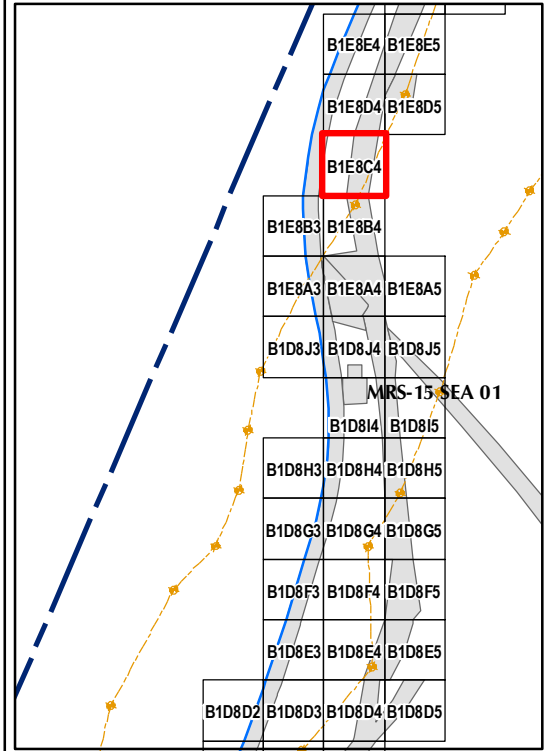 B1E8E4 B1E8E5
B1E8D4 B1E8D5
B1E8C4
B1E8B3 B1E8B4
B1E8A3 B1E8A4 B1E8A5
B1D8J3 B1D8J4 B1D8J5
MRS-15 SEA 01
B1D8I4 B1D8I5
B1D8H3 B1D8H4 B1D8H5
B1D8G3 B1D8G4 B1D8G5
B1D8F3 B1D8F4 B1D8F5
B1D8E3 B1D8E4 B1D8E5
B1D8D2 B1D8D3 B1D8D4 B1D8D5